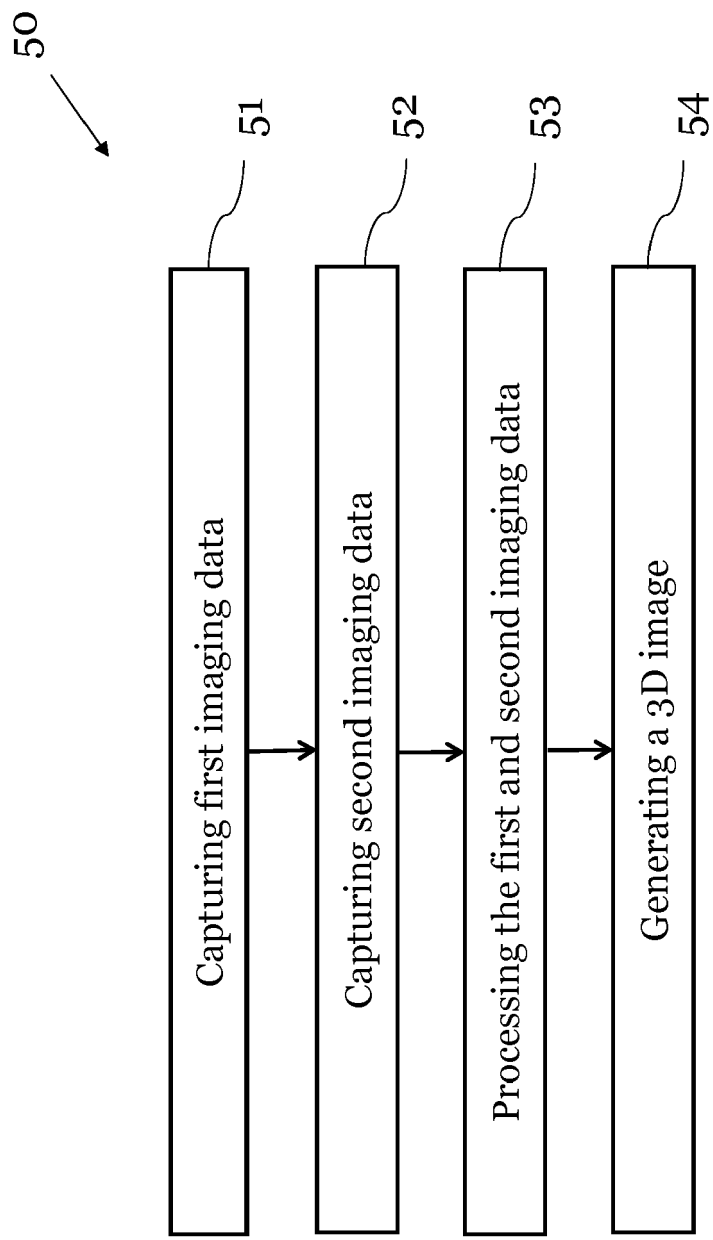 50
Capturing first imaging data
51
Capturing second imaging data
52
Processing the first and second imaging data
53
Generating a 3D image
54